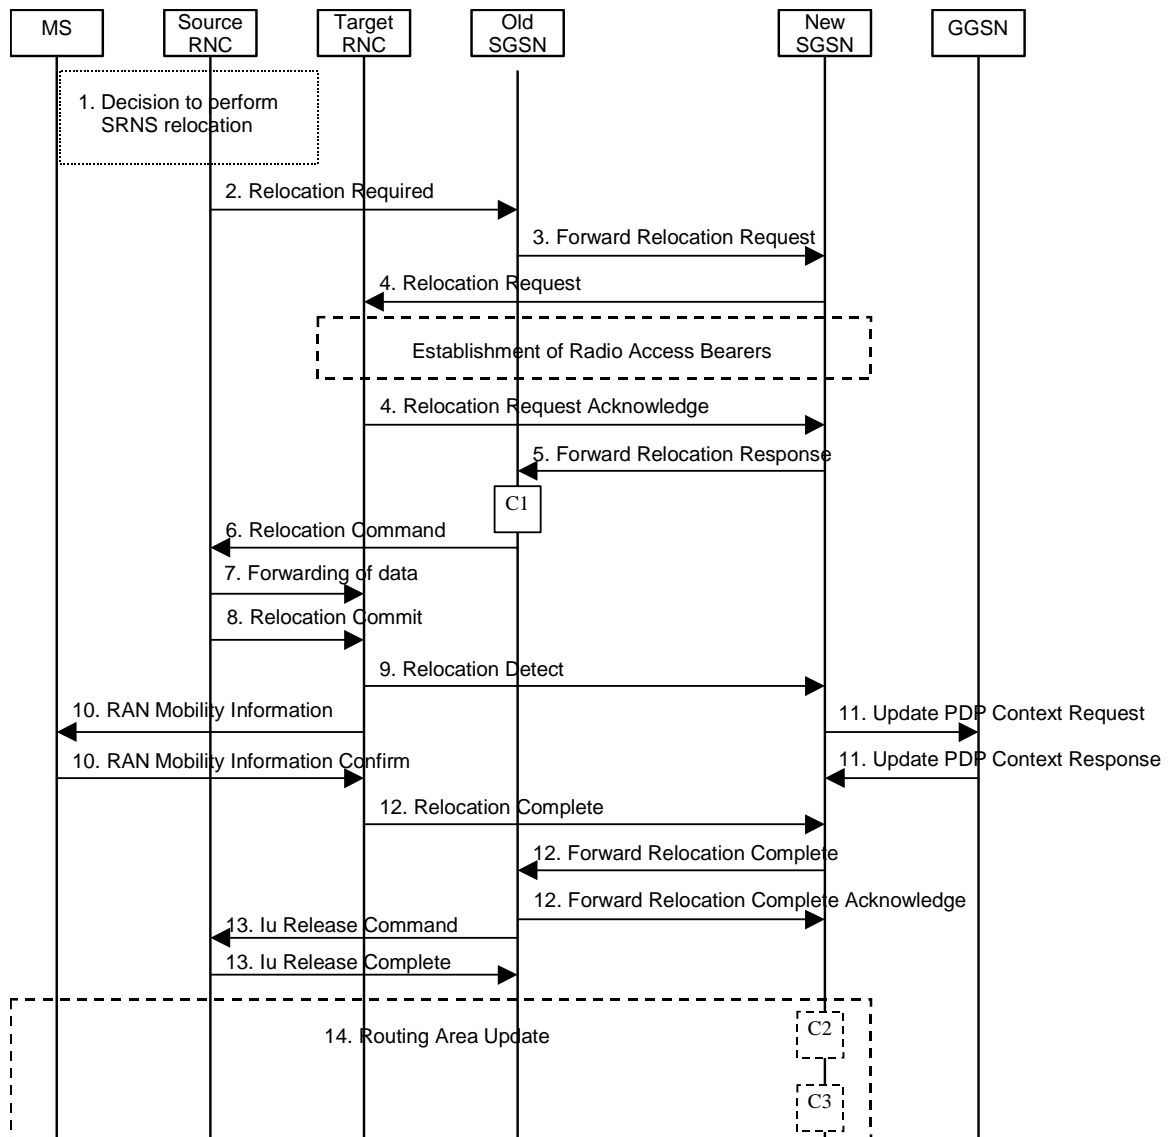 MS
Source
RNC
Target
RNC
Old
SGSN
New
SGSN
GGSN
1. Decision to perform
SRNS relocation
2. Relocation Required
3. Forward Relocation Request
4. Relocation Request
Establishment of Radio Access Bearers
4. Relocation Request Acknowledge
5. Forward Relocation Response
C1
6. Relocation Command
7. Forwarding of data
8. Relocation Commit
9. Relocation Detect
10. RAN Mobility Information
11. Update PDP Context Request
10. RAN Mobility Information Confirm
11. Update PDP Context Response
12. Relocation Complete
12. Forward Relocation Complete
12. Forward Relocation Complete Acknowledge
13. Iu Release Command
13. Iu Release Complete
14. Routing Area Update
C2
C3